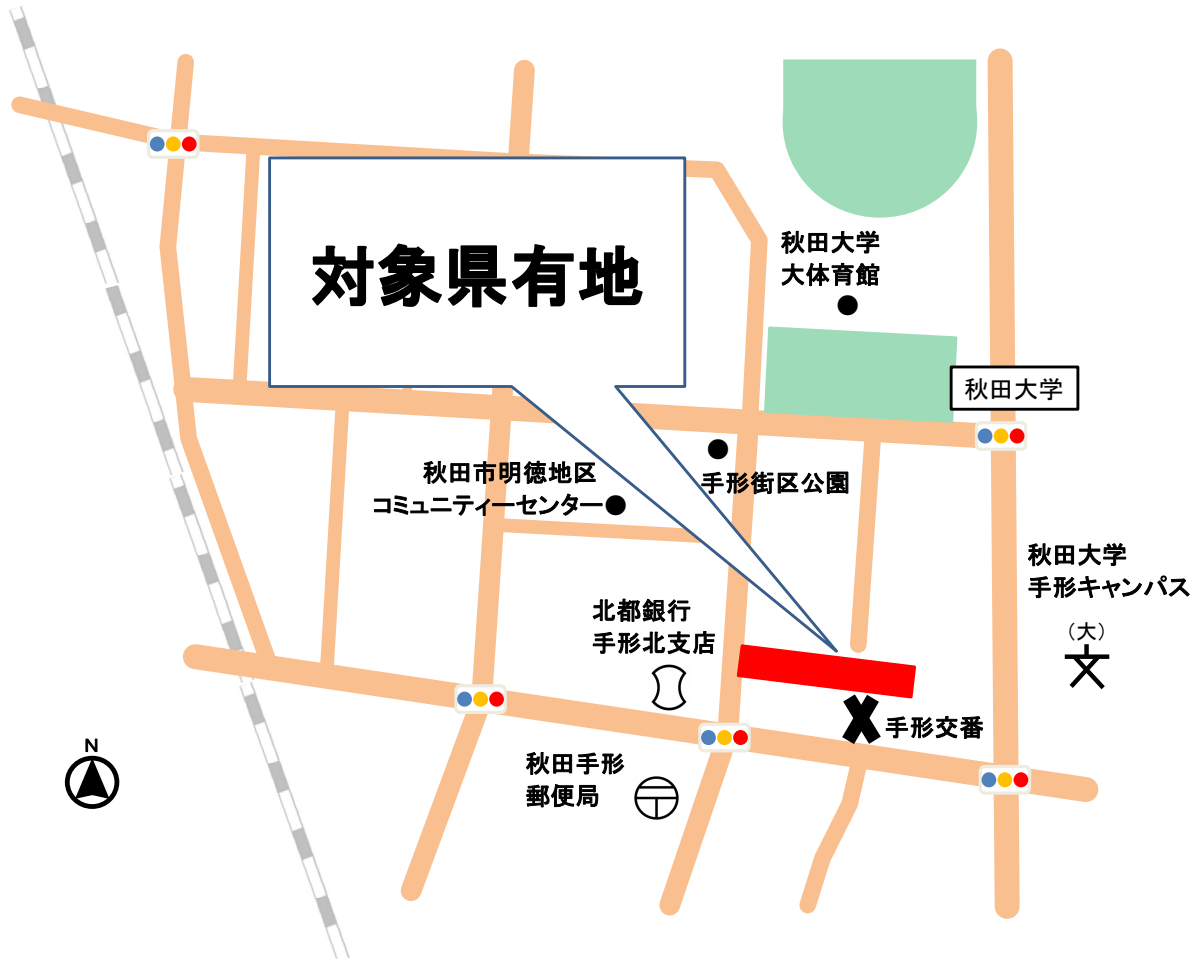 対象県有地
秋田大学
大体育館
秋田大学
手形街区公園
秋田市明徳地区
コミュニティーセンター
秋田大学
手形キャンパス
(大)
北都銀行
手形北支店
手形交番
秋田手形
郵便局
N